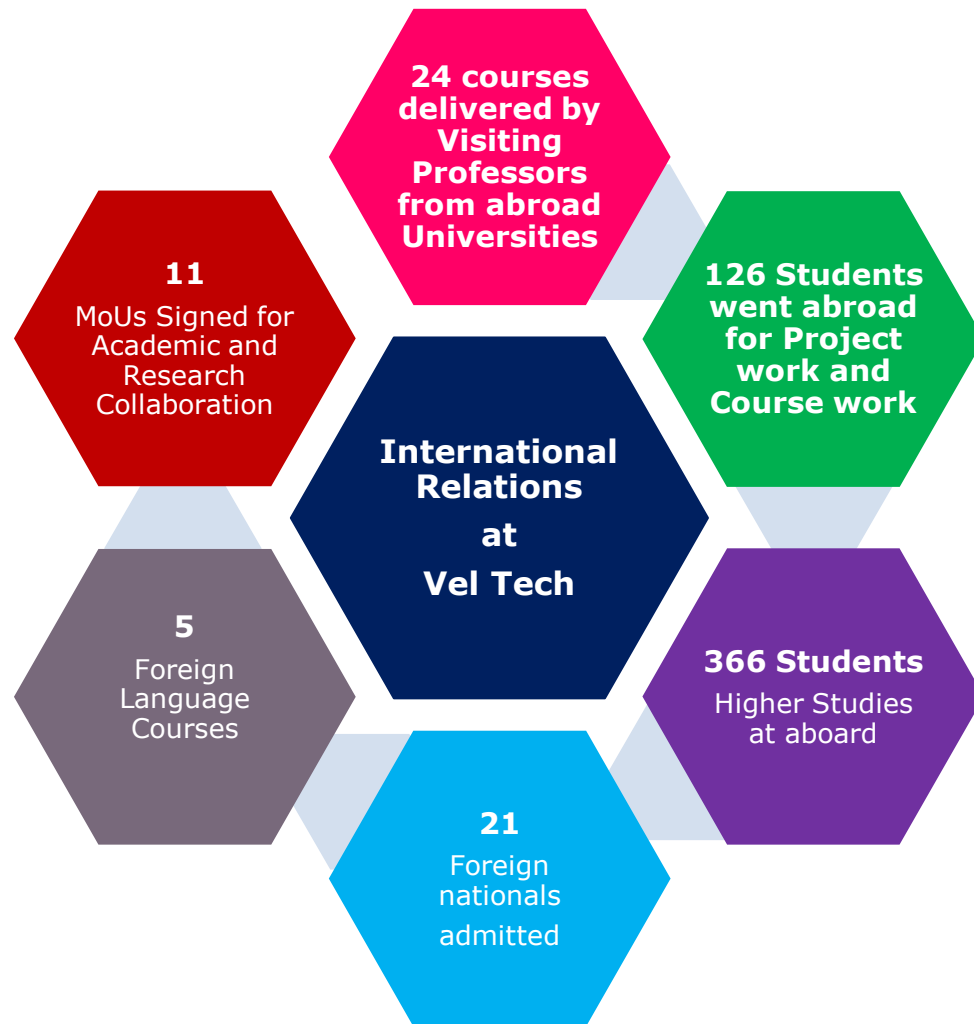 24 courses
delivered by
Visiting
Professors
from abroad
Universities
126 Students
went abroad
for Project
work and
Course work
366 Students
Higher Studies
at aboard
21
Foreign
nationals
admitted
5
Foreign
Language
Courses
11
MoUs Signed for
Academic and
Research
Collaboration
International
Relations
at
Vel Tech